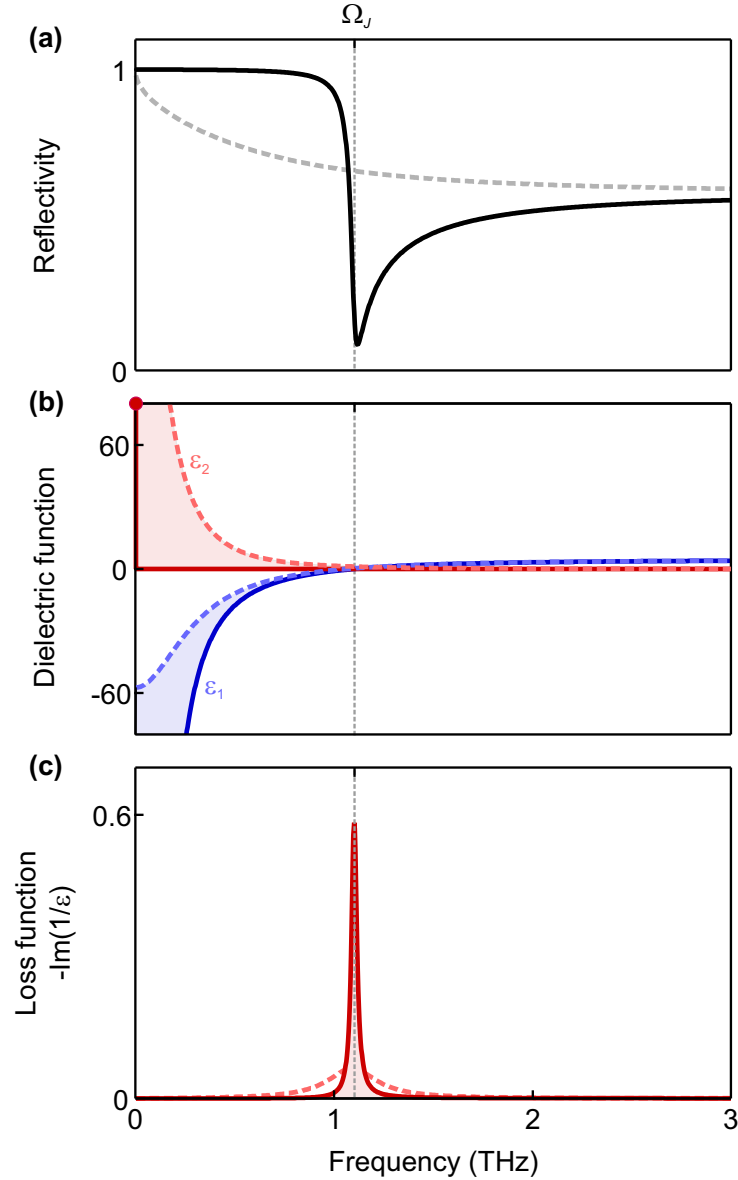 Ω_J
(a)
1
Reflectivity
0
(b)
60
ε₂
Dielectric function
0
-60
ε₁
(c)
0.6
Loss function
-Im(1/ε)
0
0 1 2 3
Frequency (THz)